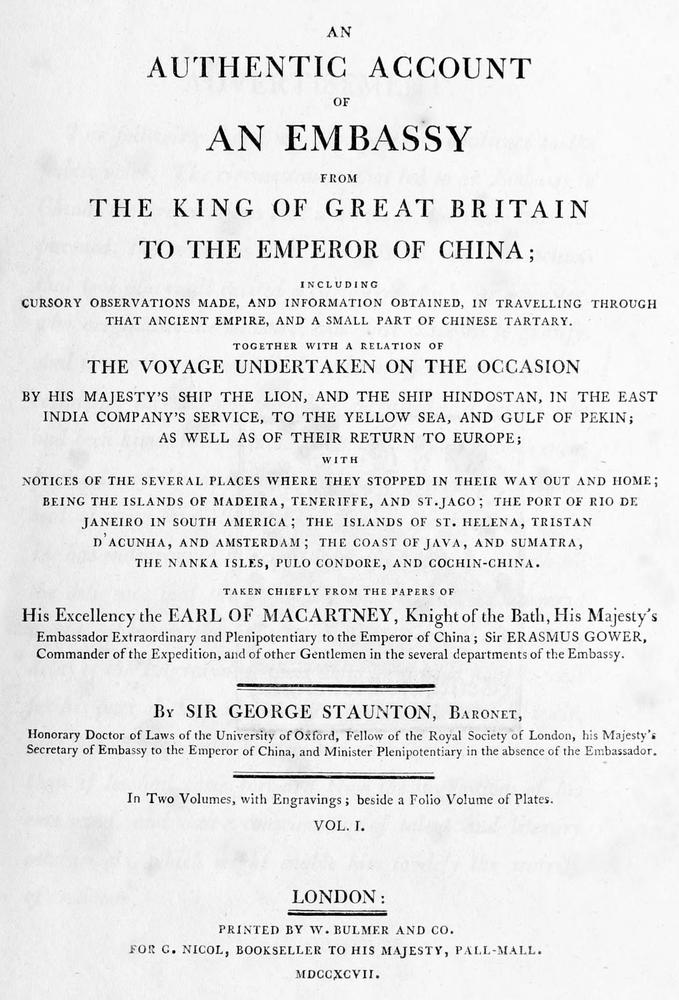 AN
AUTHENTIC ACCOUNT
OF
AN EMBASSY
FROM
THE KING OF GREAT BRITAIN
TO THE EMPEROR OF CHINA;
INCLUDING
CURSORY OBSERVATIONS MADE, AND INFORMATION OBTAINED, IN TRAVELLING THROUGH
THAT ANCIENT EMPIRE, AND A SMALL PART OF CHINESE TARTARY.
TOGETHER WITH A RELATION OF
THE VOYAGE UNDERTAKEN ON THE OCCASION
BY HIS MAJESTY'S SHIP THE LION, AND THE SHIP HINDOSTAN, IN THE EAST
INDIA COMPANY'S SERVICE, TO THE YELLOW SEA, AND GULF OF PEKIN;
AS WELL AS OF THEIR RETURN TO EUROPE;
WITH
NOTICES OF THE SEVERAL PLACES WHERE THEY STOPPED IN THEIR WAY OUT AND HOME;
BEING THE ISLANDS OF MADEIRA, TENERIFFE, AND ST. JAGO; THE PORT OF RIO DE
JANEIRO IN SOUTH AMERICA; THE ISLANDS OF ST. HELENA, TRISTAN
D'ACUNHA, AND AMSTERDAM; THE COAST OF JAVA, AND SUMATRA,
THE NANKA ISLES, PULO CONDORE, AND COCHIN-CHINA.
TAKEN CHIEFLY FROM THE PAPERS OF
His Excellency the EARL OF MACARTNEY, Knight of the Bath, His Majesty's
Embassador Extraordinary and Plenipotentiary to the Emperor of China; Sir ERASMUS GOWER,
Commander of the Expedition, and of other Gentlemen in the several departments of the Embassy.
BY SIR GEORGE STAUNTON, BARONET,
Honorary Doctor of Laws of the University of Oxford, Fellow of the Royal Society of London, his Majesty's
Secretary of Embassy to the Emperor of China, and Minister Plenipotentiary in the absence of the Embassador.
In Two Volumes, with Engravings; beside a Folio Volume of Plates.
VOL. I.
LONDON:
PRINTED BY W. BULMER AND CO.
FOR G. NICOL, BOOKSELLER TO HIS MAJESTY, PALL-MALL.
MDCCXCVII.